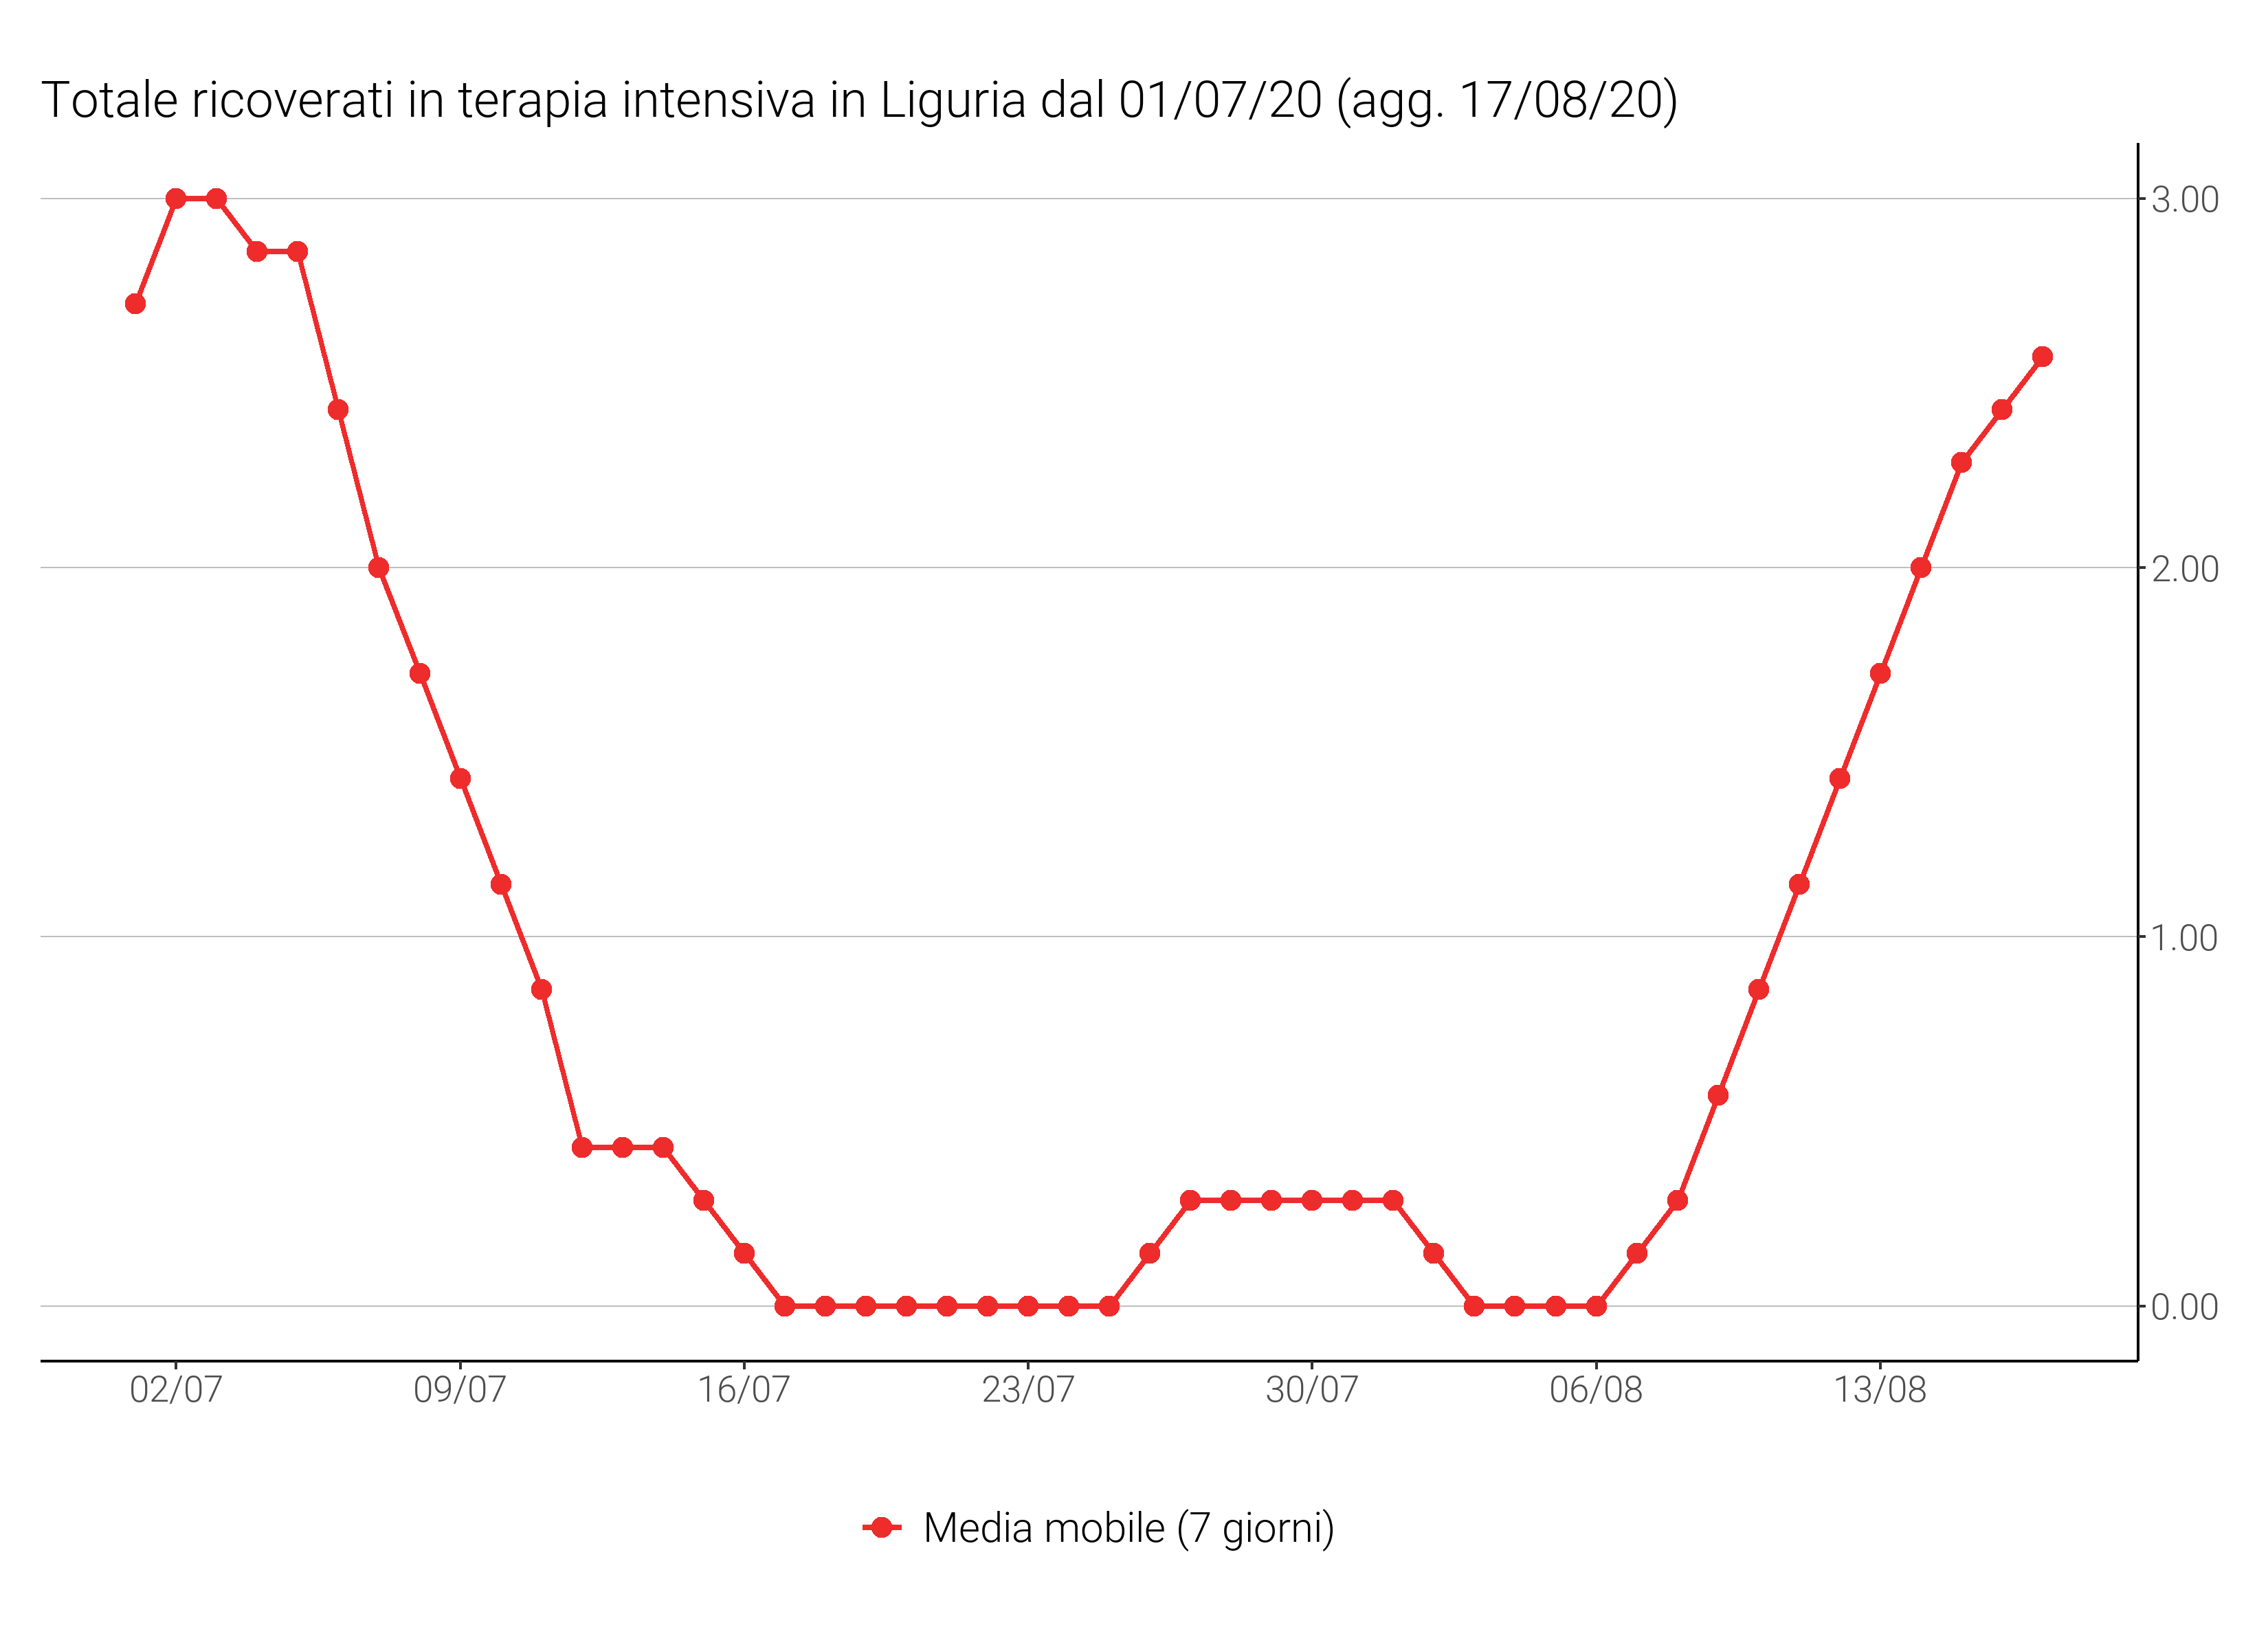 Totale ricoverati in terapia intensiva in Liguria dal 01/07/20 (agg. 17/08/20)
3.00
2.00
1.00
0.00
02/07 09/07 16/07 23/07 30/07 06/08 13/08
Media mobile (7 giorni)